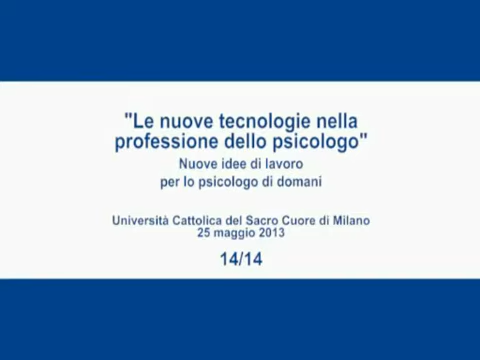 "Le nuove tecnologie nella
professione dello psicologo"
Nuove idee di lavoro
per lo psicologo di domani
Università Cattolica del Sacro Cuore di Milano
25 maggio 2013
14/14